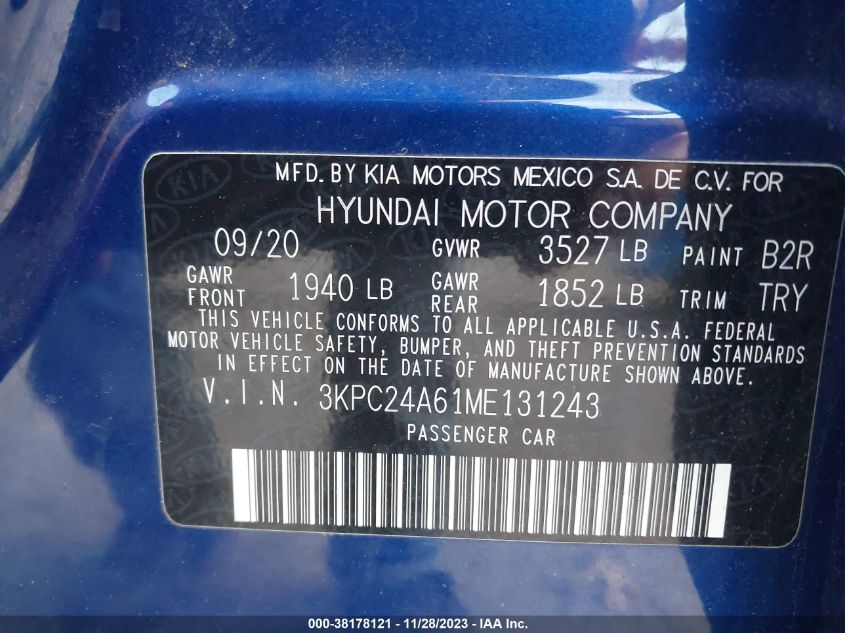 MFD. BY KIA MOTORS MEXICO S.A. DE C.V. FOR
HYUNDAI MOTOR COMPANY
09/20 GVWR 3527 LB PAINT B2R
GAWR FRONT 1940 LB GAWR REAR 1852 LB TRIM TRY
THIS VEHICLE CONFORMS TO ALL APPLICABLE U.S.A. FEDERAL
MOTOR VEHICLE SAFETY, BUMPER, AND THEFT PREVENTION STANDARDS
IN EFFECT ON THE DATE OF MANUFACTURE SHOWN ABOVE.
V.I.N. 3KPC24A61ME131243
PASSENGER CAR
000-38178121 - 11/28/2023 - IAA Inc.